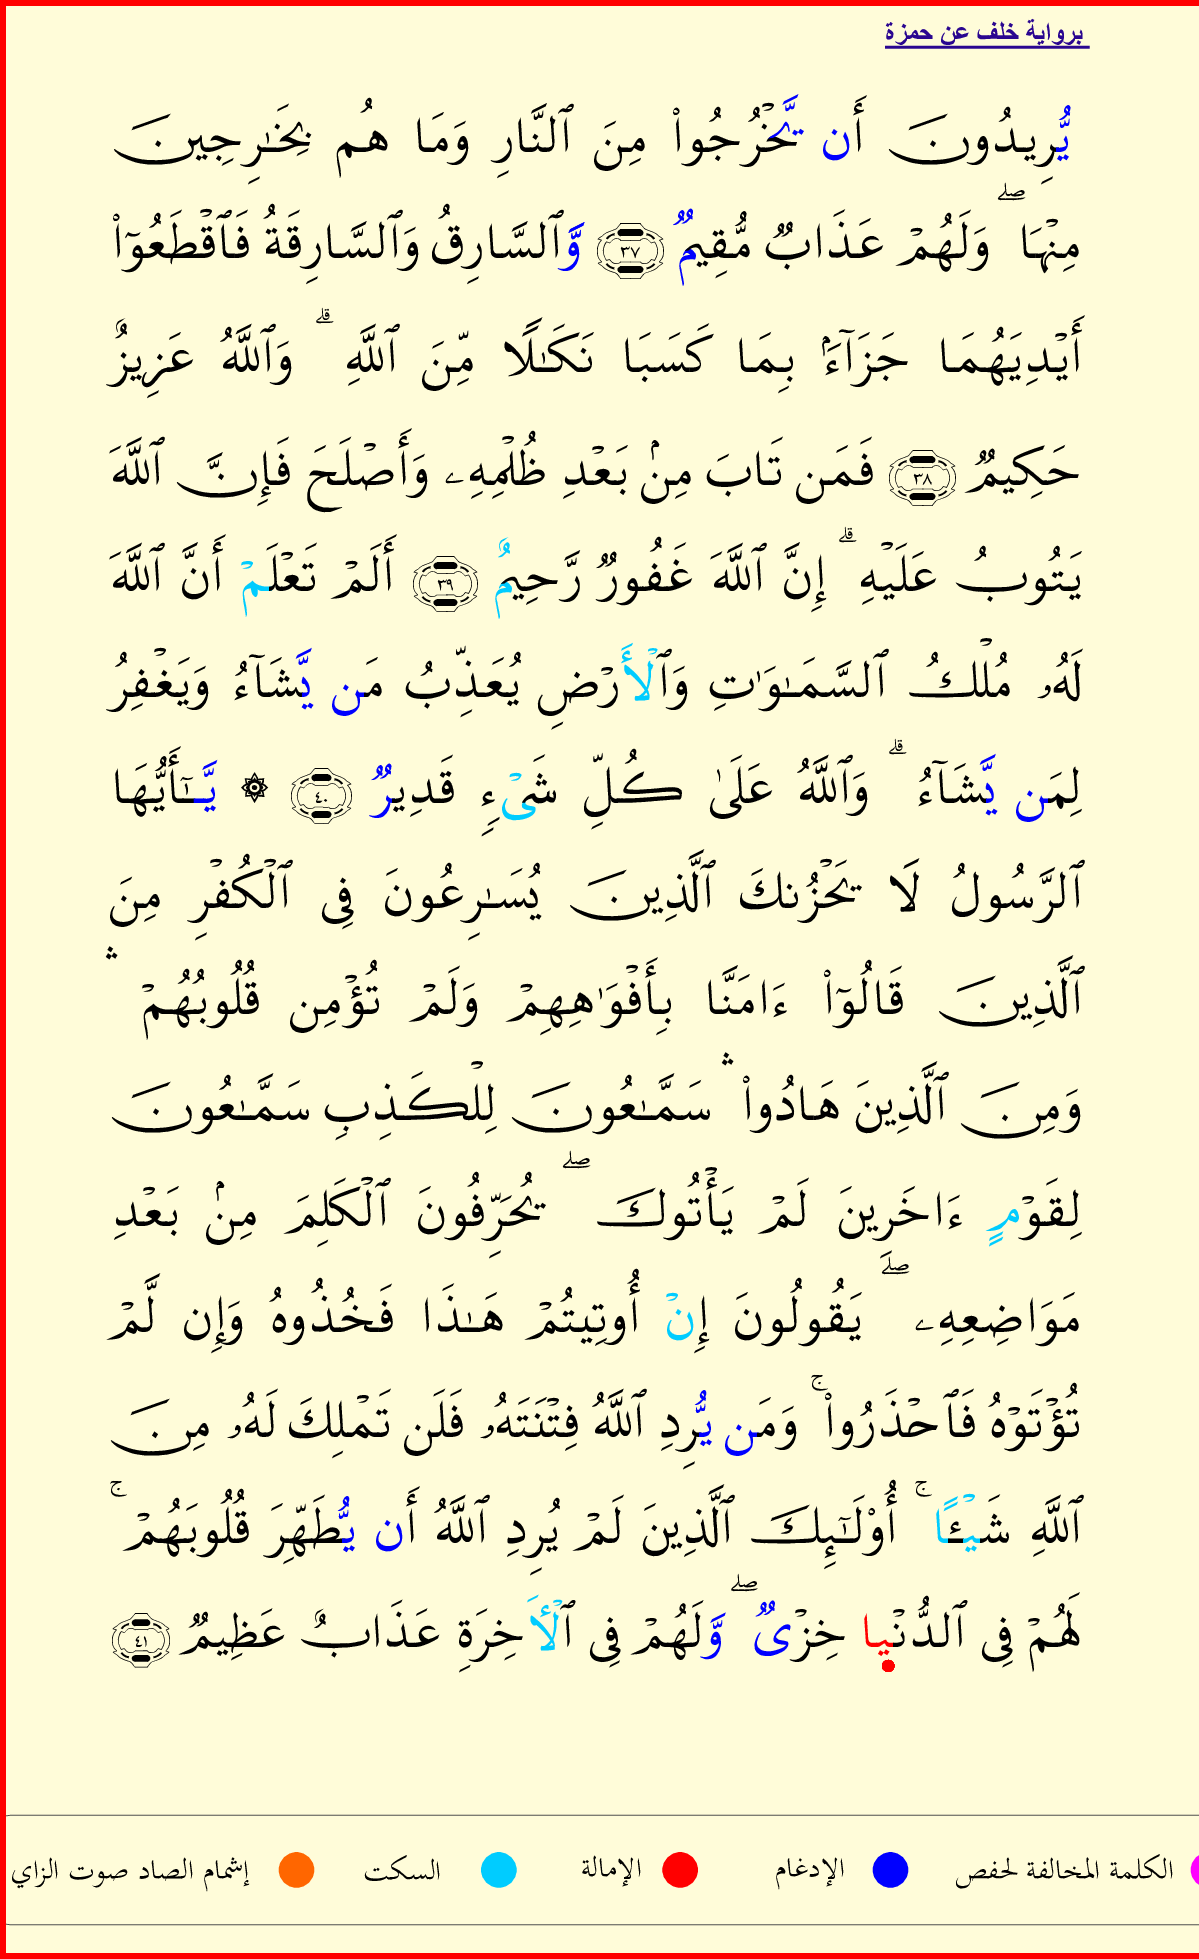 برواية خلف عن حمزة
يُّرِيدُونَ أَن يَّخۡرُجُواْ مِنَ ٱلنَّارِ وَمَا هُم بِخَٰرِجِينَ
مِنۡهَاۖ وَلَهُمۡ عَذَابٞ مُّقِيمٞ ٣٧ وَّٱلسَّارِقُ وَٱلسَّارِقَةُ فَٱقۡطَعُوٓاْ
أَيۡدِيَهُمَا جَزَآءَۢ بِمَا كَسَبَا نَكَٰلٗا مِّنَ ٱللَّهِۗ وَٱللَّهُ عَزِيزٌ
حَكِيمٞ ٣٨ فَمَن تَابَ مِنۢ بَعۡدِ ظُلۡمِهِۦ وَأَصۡلَحَ فَإِنَّ ٱللَّهَ
يَتُوبُ عَلَيۡهِۗ إِنَّ ٱللَّهَ غَفُورٞ رَّحِيمٌ ٣٩ أَلَمۡ تَعۡلَمۡ أَنَّ ٱللَّهَ
لَهُۥ مُلۡكُ ٱلسَّمَٰوَٰتِ وَٱلۡأَرۡضِ يُعَذِّبُ مَن يَّشَآءُ وَيَغۡفِرُ
لِمَن يَّشَآءُۗ وَٱللَّهُ عَلَىٰ كُلِّ شَيۡءٖ قَدِيرٞ ٤٠ ۞ يَّٰٓأَيُّهَا
ٱلرَّسُولُ لَا يَحۡزُنكَ ٱلَّذِينَ يُسَٰرِعُونَ فِي ٱلۡكُفۡرِ مِنَ
ٱلَّذِينَ قَالُوٓاْ ءَامَنَّا بِأَفۡوَٰهِهِمۡ وَلَمۡ تُؤۡمِن قُلُوبُهُمۡۛ
وَمِنَ ٱلَّذِينَ هَادُواْۛ سَمَّٰعُونَ لِلۡكَذِبِ سَمَّٰعُونَ
لِقَوۡمٍ ءَاخَرِينَ لَمۡ يَأۡتُوكَۖ يُحَرِّفُونَ ٱلۡكَلِمَ مِنۢ بَعۡدِ
مَوَاضِعِهِۦۖ يَقُولُونَ إِنۡ أُوتِيتُمۡ هَٰذَا فَخُذُوهُ وَإِن لَّمۡ
تُؤۡتَوۡهُ فَٱحۡذَرُواْۚ وَمَن يُّرِدِ ٱللَّهُ فِتۡنَتَهُۥ فَلَن تَمۡلِكَ لَهُۥ مِنَ
ٱللَّهِ شَيۡـًٔاۚ أُوْلَٰٓئِكَ ٱلَّذِينَ لَمۡ يُرِدِ ٱللَّهُ أَن يُّطَهِّرَ قُلُوبَهُمۡۚ
لَهُمۡ فِي ٱلدُّنۡيا خِزۡيٞۖ وَّلَهُمۡ فِي ٱلۡأٓخِرَةِ عَذَابٌ عَظِيمٞ ٤١
الكلمة المخالفة لحفص الإدغام الإمالة السكت إشمام الصاد صوت الزاي